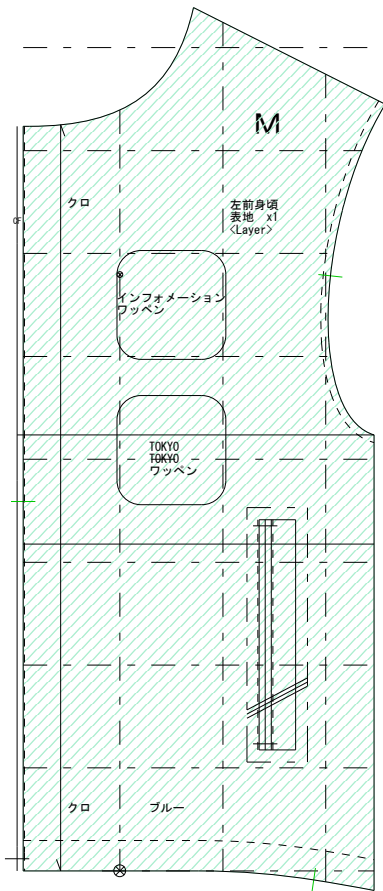 M
クロ
左前身頃
表地 x1
<Layer>
CF
インフォメーション
ワッペン
TOKYO
TOKYO
ワッペン
クロ
ブルー